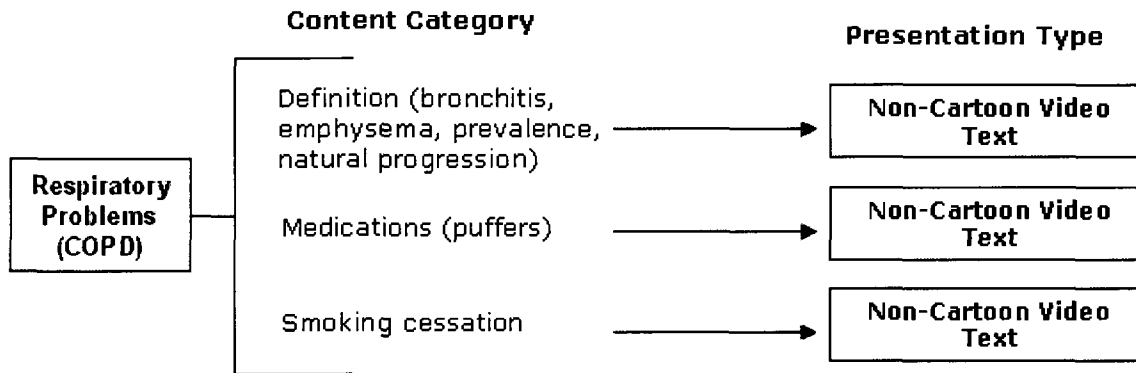 Content Category
Presentation Type
Respiratory
Problems
(COPD)
Definition (bronchitis,
emphysema, prevalence,
natural progression)
Non-Cartoon Video
Text
Medications (puffers)
Non-Cartoon Video
Text
Smoking cessation
Non-Cartoon Video
Text